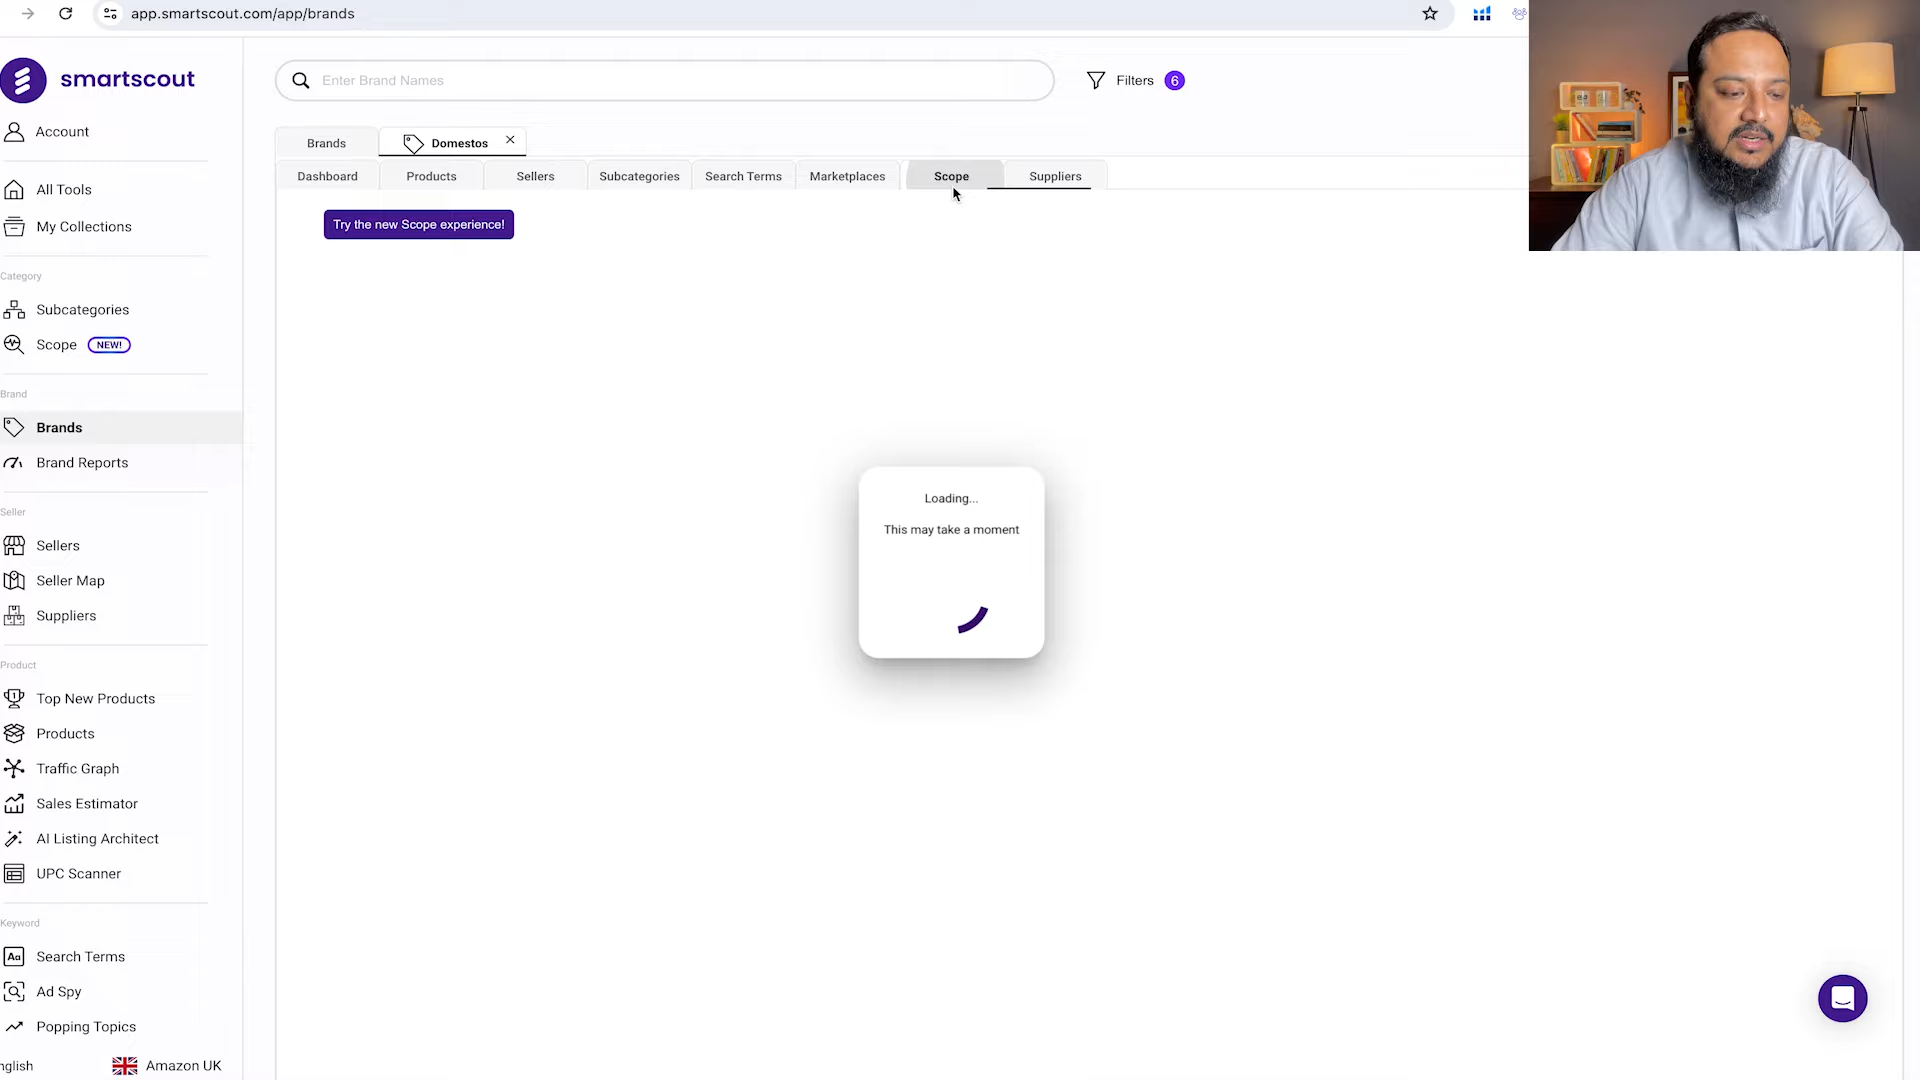 app.smartscout.com/app/brands
smartscout
Enter Brand Names
Filters 6
Account
Brands
Domestos
Dashboard
Products
Sellers
Subcategories
Search Terms
Marketplaces
Scope
Suppliers
All Tools
Try the new Scope experience!
My Collections
Category
Subcategories
Scope NEW!
Brand
Brands
Brand Reports
Loading...
This may take a moment
Seller
Sellers
Seller Map
Suppliers
Product
Top New Products
Products
Traffic Graph
Sales Estimator
AI Listing Architect
UPC Scanner
Keyword
Aa Search Terms
Ad Spy
Popping Topics
nglish
Amazon UK